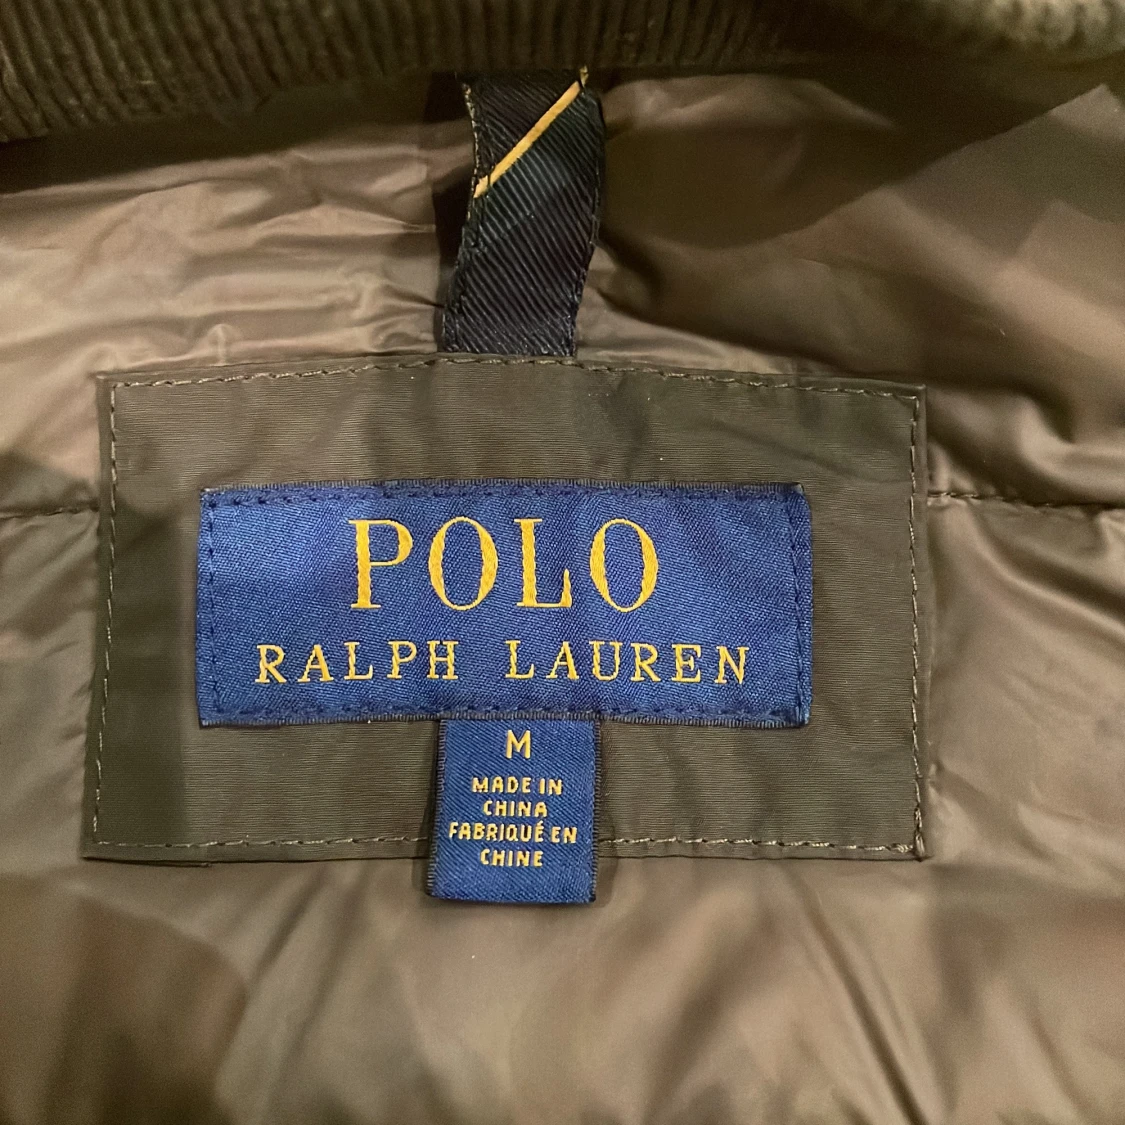 POLO
RALPH LAUREN
M
MADE IN
CHINA
FABRIQUÉ EN
CHINE